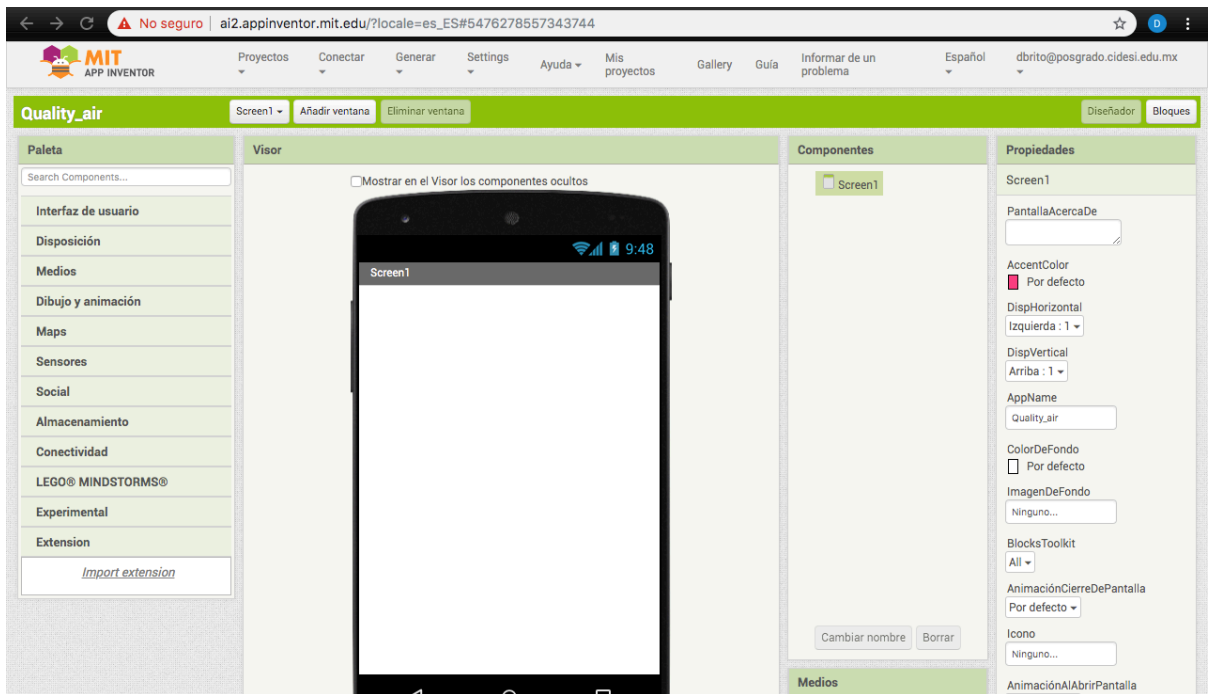 No seguro | ai2.appinventor.mit.edu/?locale=es_ES#5476278557343744
D
MIT
APP INVENTOR
Proyectos
Conectar
Generar
Settings
Ayuda
Mis proyectos
Gallery
Guía
Informar de un problema
Español
dbrito@posgrado.cidesi.edu.mx
Quality_air
Screen1
Añadir ventana
Eliminar ventana
Diseñador
Bloques
Paleta
Search Components...
Interfaz de usuario
Disposición
Medios
Dibujo y animación
Maps
Sensores
Social
Almacenamiento
Conectividad
LEGO® MINDSTORMS®
Experimental
Extension
Import extension
Visor
Mostrar en el Visor los componentes ocultos
9:48
Screen1
Componentes
Screen1
Cambiar nombre
Borrar
Medios
Propiedades
Screen1
PantallaAcercaDe
AccentColor
Por defecto
DispHorizontal
Izquierda : 1
DispVertical
Arriba : 1
AppName
Quality_air
ColorDeFondo
Por defecto
ImagenDeFondo
Ninguno...
BlocksToolkit
All
AnimaciónCierreDePantalla
Por defecto
Icono
Ninguno...
AnimaciónAlAbrirPantalla